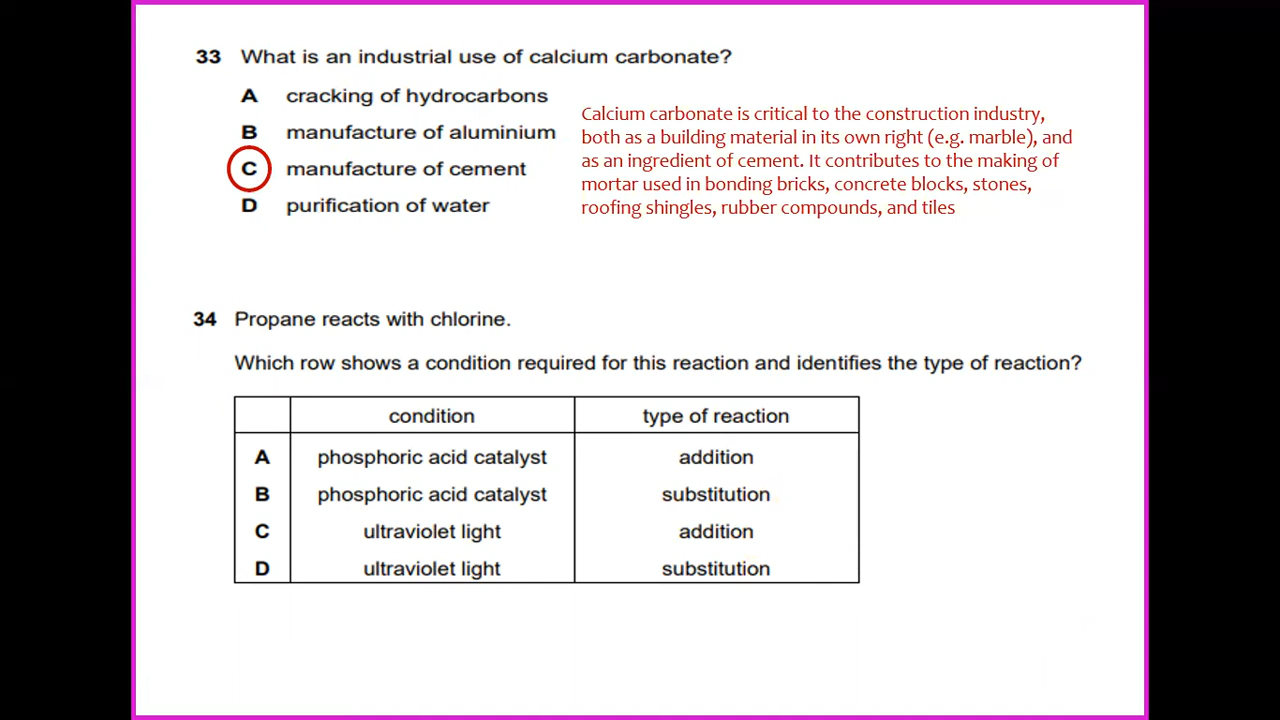 33 What is an industrial use of calcium carbonate?
A cracking of hydrocarbons
B manufacture of aluminium
C manufacture of cement
D purification of water
Calcium carbonate is critical to the construction industry,
both as a building material in its own right (e.g. marble), and
as an ingredient of cement. It contributes to the making of
mortar used in bonding bricks, concrete blocks, stones,
roofing shingles, rubber compounds, and tiles
34 Propane reacts with chlorine.
Which row shows a condition required for this reaction and identifies the type of reaction?
condition type of reaction
A phosphoric acid catalyst addition
B phosphoric acid catalyst substitution
C ultraviolet light addition
D ultraviolet light substitution